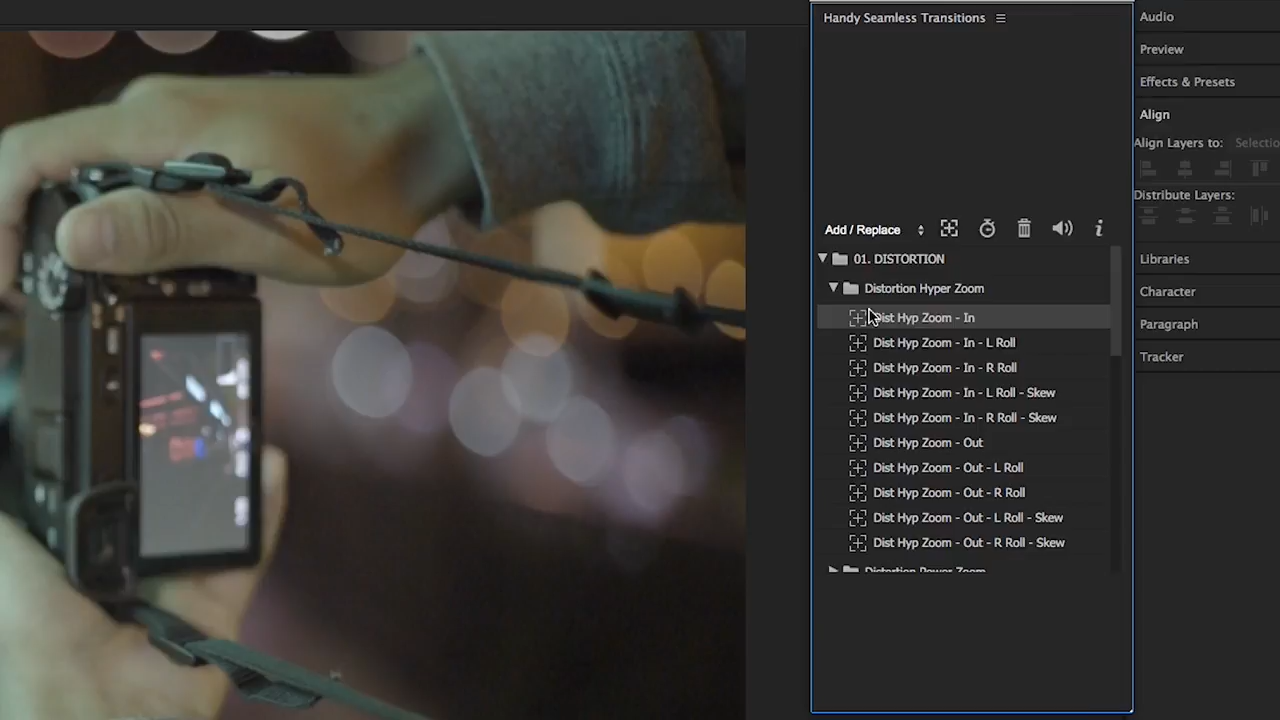 Handy Seamless Transitions
Add / Replace
01. DISTORTION
Distortion Hyper Zoom
Dist Hyp Zoom - In
Dist Hyp Zoom - In - L Roll
Dist Hyp Zoom - In - R Roll
Dist Hyp Zoom - In - L Roll - Skew
Dist Hyp Zoom - In - R Roll - Skew
Dist Hyp Zoom - Out
Dist Hyp Zoom - Out - L Roll
Dist Hyp Zoom - Out - R Roll
Dist Hyp Zoom - Out - L Roll - Skew
Dist Hyp Zoom - Out - R Roll - Skew
Distortion Power Zoom
Audio
Preview
Effects & Presets
Align
Align Layers to: Selectio
Distribute Layers:
Libraries
Character
Paragraph
Tracker